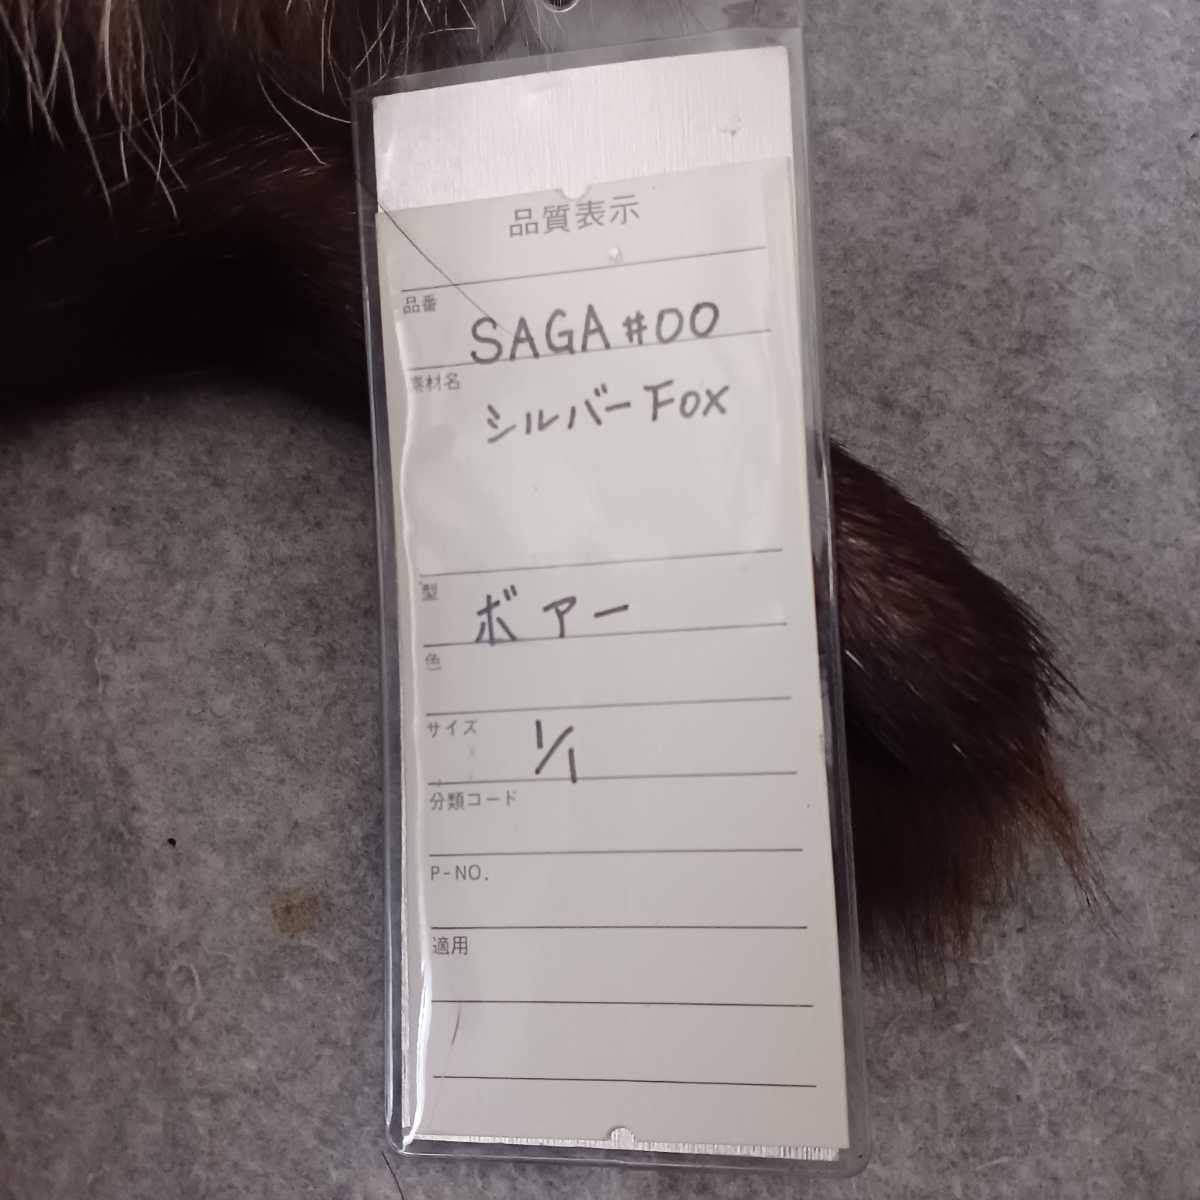 品質表示
品番
SAGA #00
素材名
シルバーFox
型
ボアー
色
サイズ
1/1
分類コード
P-NO.
適用